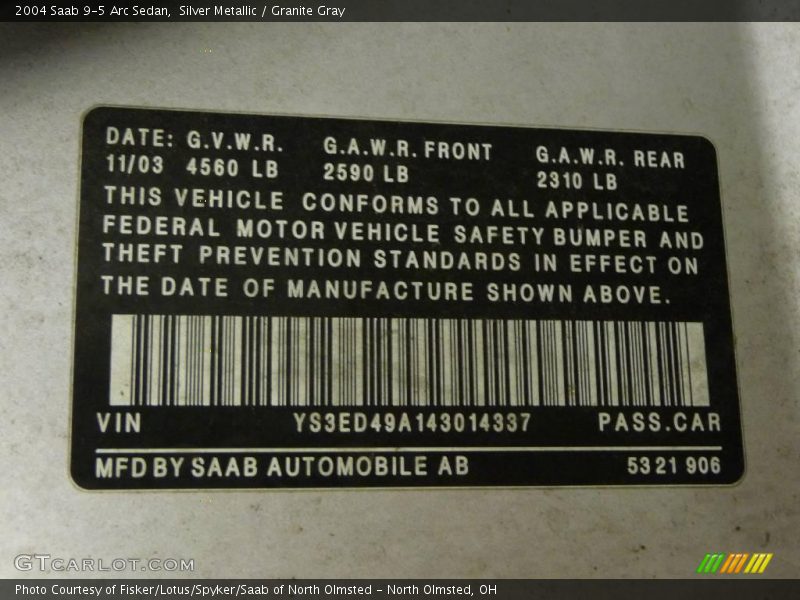 2004 Saab 9-5 Arc Sedan, Silver Metallic / Granite Gray
DATE: G.V.W.R. G.A.W.R. FRONT G.A.W.R. REAR
11/03 4560 LB 2590 LB 2310 LB
THIS VEHICLE CONFORMS TO ALL APPLICABLE
FEDERAL MOTOR VEHICLE SAFETY BUMPER AND
THEFT PREVENTION STANDARDS IN EFFECT ON
THE DATE OF MANUFACTURE SHOWN ABOVE.
VIN YS3ED49A143014337 PASS.CAR
MFD BY SAAB AUTOMOBILE AB 53 21 906
GTCARLOT.COM
Photo Courtesy of Fisker/Lotus/Spyker/Saab of North Olmsted - North Olmsted, OH